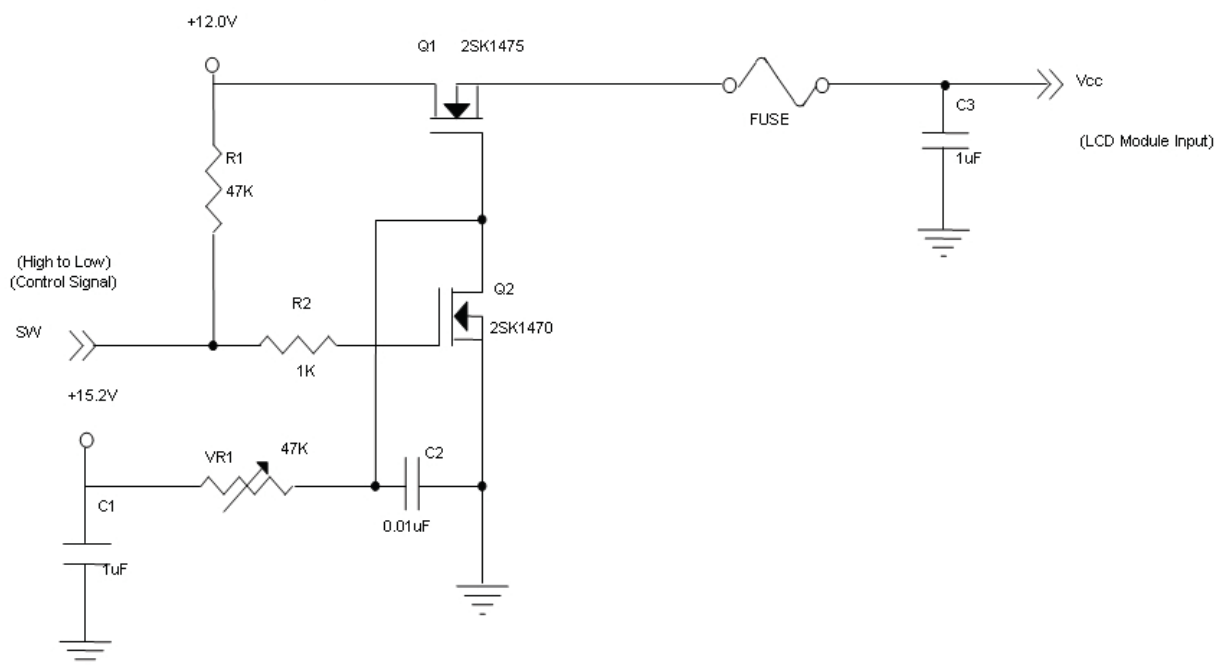 +12.0V
Q1 2SK1475
Vcc
C3
FUSE
(LCD Module Input)
R1
1uF
47K
(High to Low)
(Control Signal)
Q2
R2
SW
2SK1470
1K
+15.2V
47K
VR1
C2
C1
0.01uF
1uF